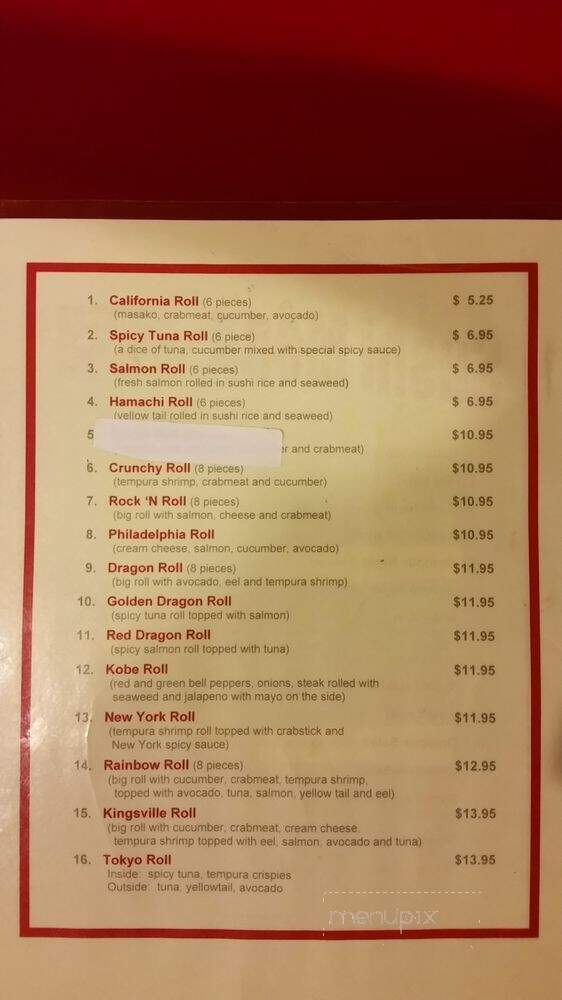 1. California Roll (6 pieces) $ 5.25
(masako, crabmeat, cucumber, avocado)
2. Spicy Tuna Roll (6 piece) $ 6.95
(a dice of tuna, cucumber mixed with special spicy sauce)
3. Salmon Roll (6 pieces) $ 6.95
(fresh salmon rolled in sushi rice and seaweed)
4. Hamachi Roll (6 pieces) $ 6.95
(yellow tail rolled in sushi rice and seaweed)
5 $10.95
and crabmeat)
6. Crunchy Roll (8 pieces) $10.95
(tempura shrimp, crabmeat and cucumber)
7. Rock 'N Roll (8 pieces) $10.95
(big roll with salmon, cheese and crabmeat)
8. Philadelphia Roll $10.95
(cream cheese, salmon, cucumber, avocado)
9. Dragon Roll (8 pieces) $11.95
(big roll with avocado, eel and tempura shrimp)
10. Golden Dragon Roll $11.95
(spicy tuna roll topped with salmon)
11. Red Dragon Roll $11.95
(spicy salmon roll topped with tuna)
12. Kobe Roll $11.95
(red and green bell peppers, onions, steak rolled with
seaweed and jalapeno with mayo on the side)
13. New York Roll $11.95
(tempura shrimp roll topped with crabstick and
New York spicy sauce)
14. Rainbow Roll (8 pieces) $12.95
(big roll with cucumber, crabmeat, tempura shrimp,
topped with avocado, tuna, salmon, yellow tail and eel)
15. Kingsville Roll $13.95
(big roll with cucumber, crabmeat, cream cheese,
tempura shrimp topped with eel, salmon, avocado and tuna)
16. Tokyo Roll $13.95
Inside: spicy tuna, tempura crispies
Outside: tuna, yellowtail, avocado
menupix